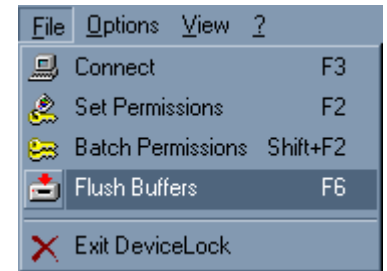 File Options View ?
Connect F3
Set Permissions F2
Batch Permissions Shift+F2
Flush Buffers F6
Exit DeviceLock